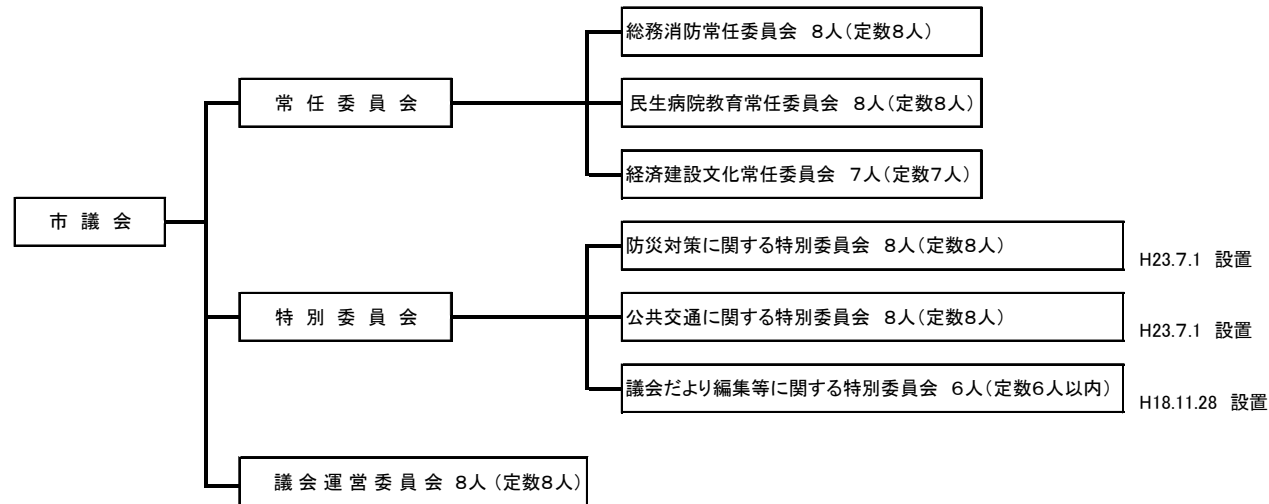 市 議 会
常 任 委 員 会
総務消防常任委員会 8人(定数8人)
民生病院教育常任委員会 8人(定数8人)
経済建設文化常任委員会 7人(定数7人)
特 別 委 員 会
防災対策に関する特別委員会 8人(定数8人)
H23.7.1 設置
公共交通に関する特別委員会 8人(定数8人)
H23.7.1 設置
議会だより編集等に関する特別委員会 6人(定数6人以内)
H18.11.28 設置
議 会 運 営 委 員 会 8人 (定数8人)